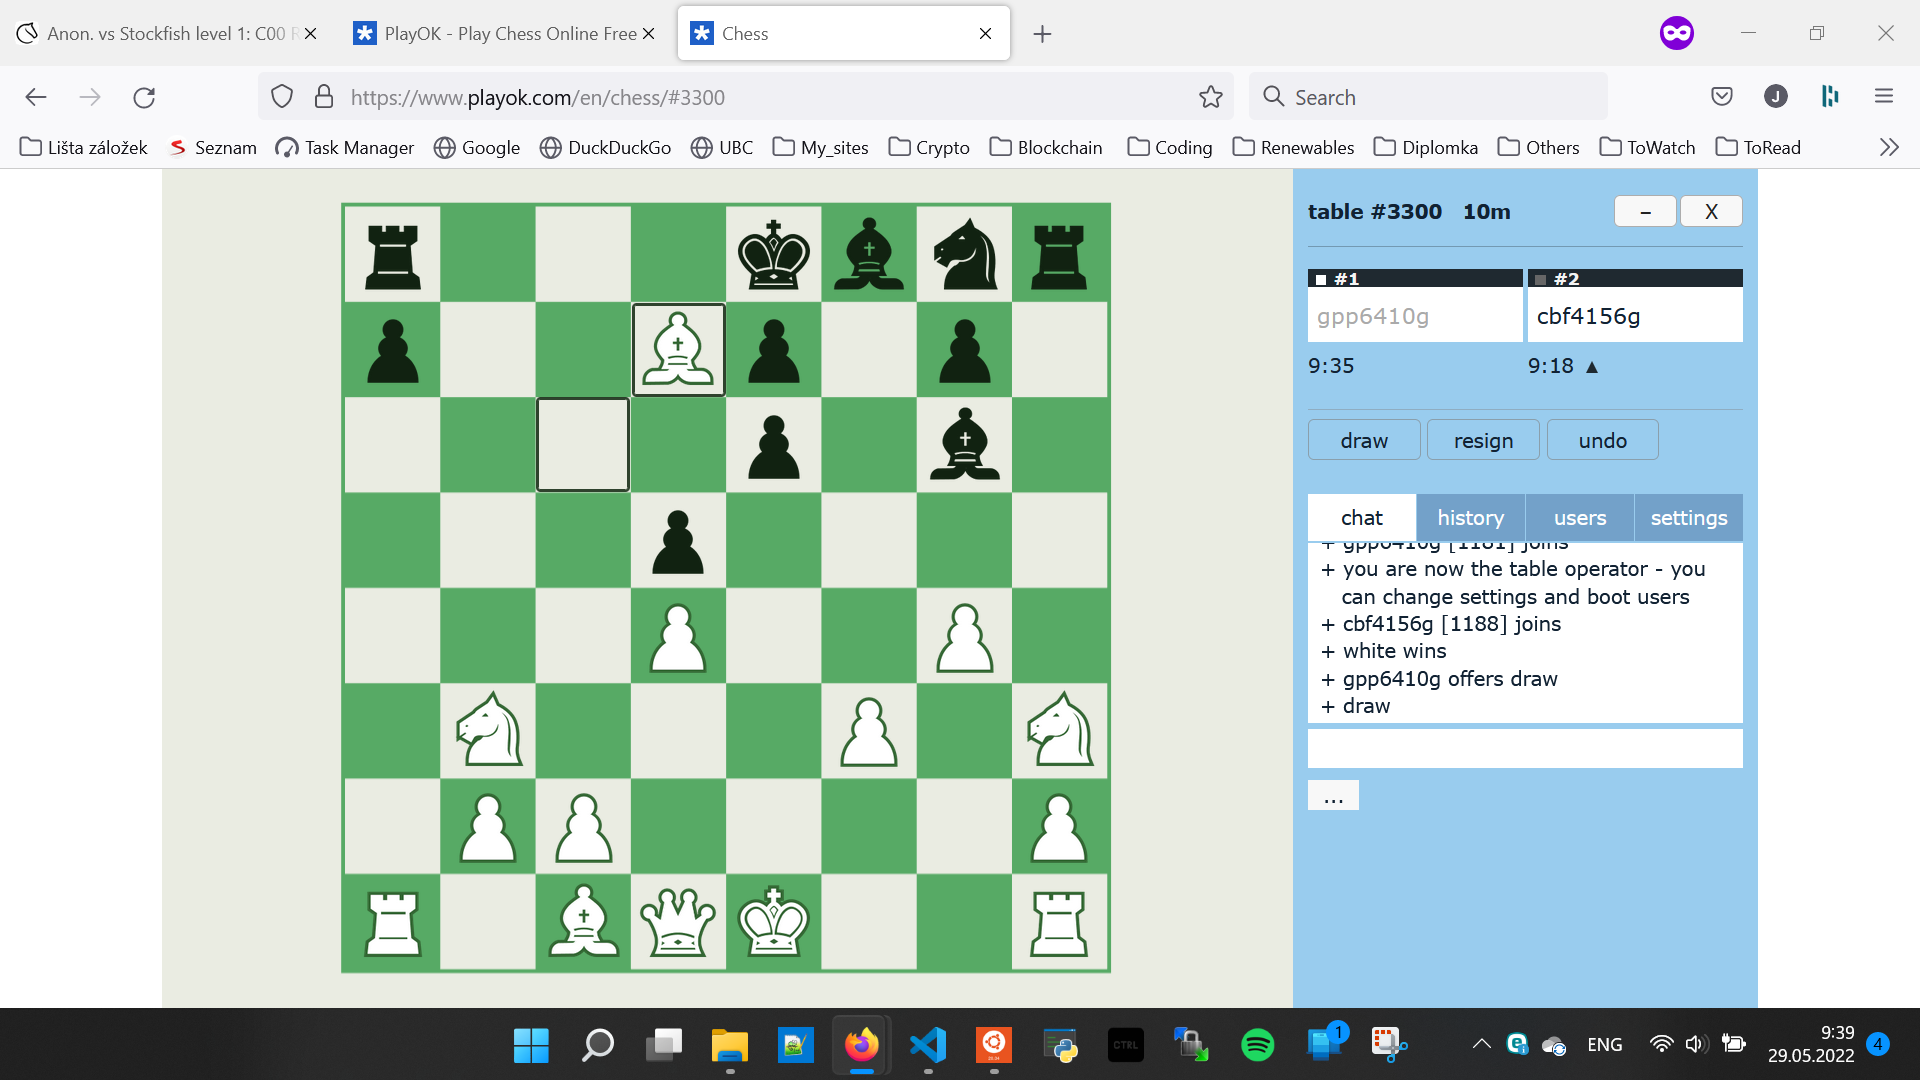 Anon. vs Stockfish level 1: C00 R
PlayOK - Play Chess Online Free
Chess
https://www.playok.com/en/chess/#3300
Search
J
Lišta záložek
Seznam
Task Manager
Google
DuckDuckGo
UBC
My_sites
Crypto
Blockchain
Coding
Renewables
Diplomka
Others
ToWatch
ToRead
table #3300 10m
–
X
#1
#2
gpp6410g
cbf4156g
9:35
9:18 ▲
draw
resign
undo
chat
history
users
settings
+ gpp6410g [1181] joins
+ you are now the table operator - you
can change settings and boot users
+ cbf4156g [1188] joins
+ white wins
+ gpp6410g offers draw
+ draw
...
CTRL
1
ENG
9:39
29.05.2022
4